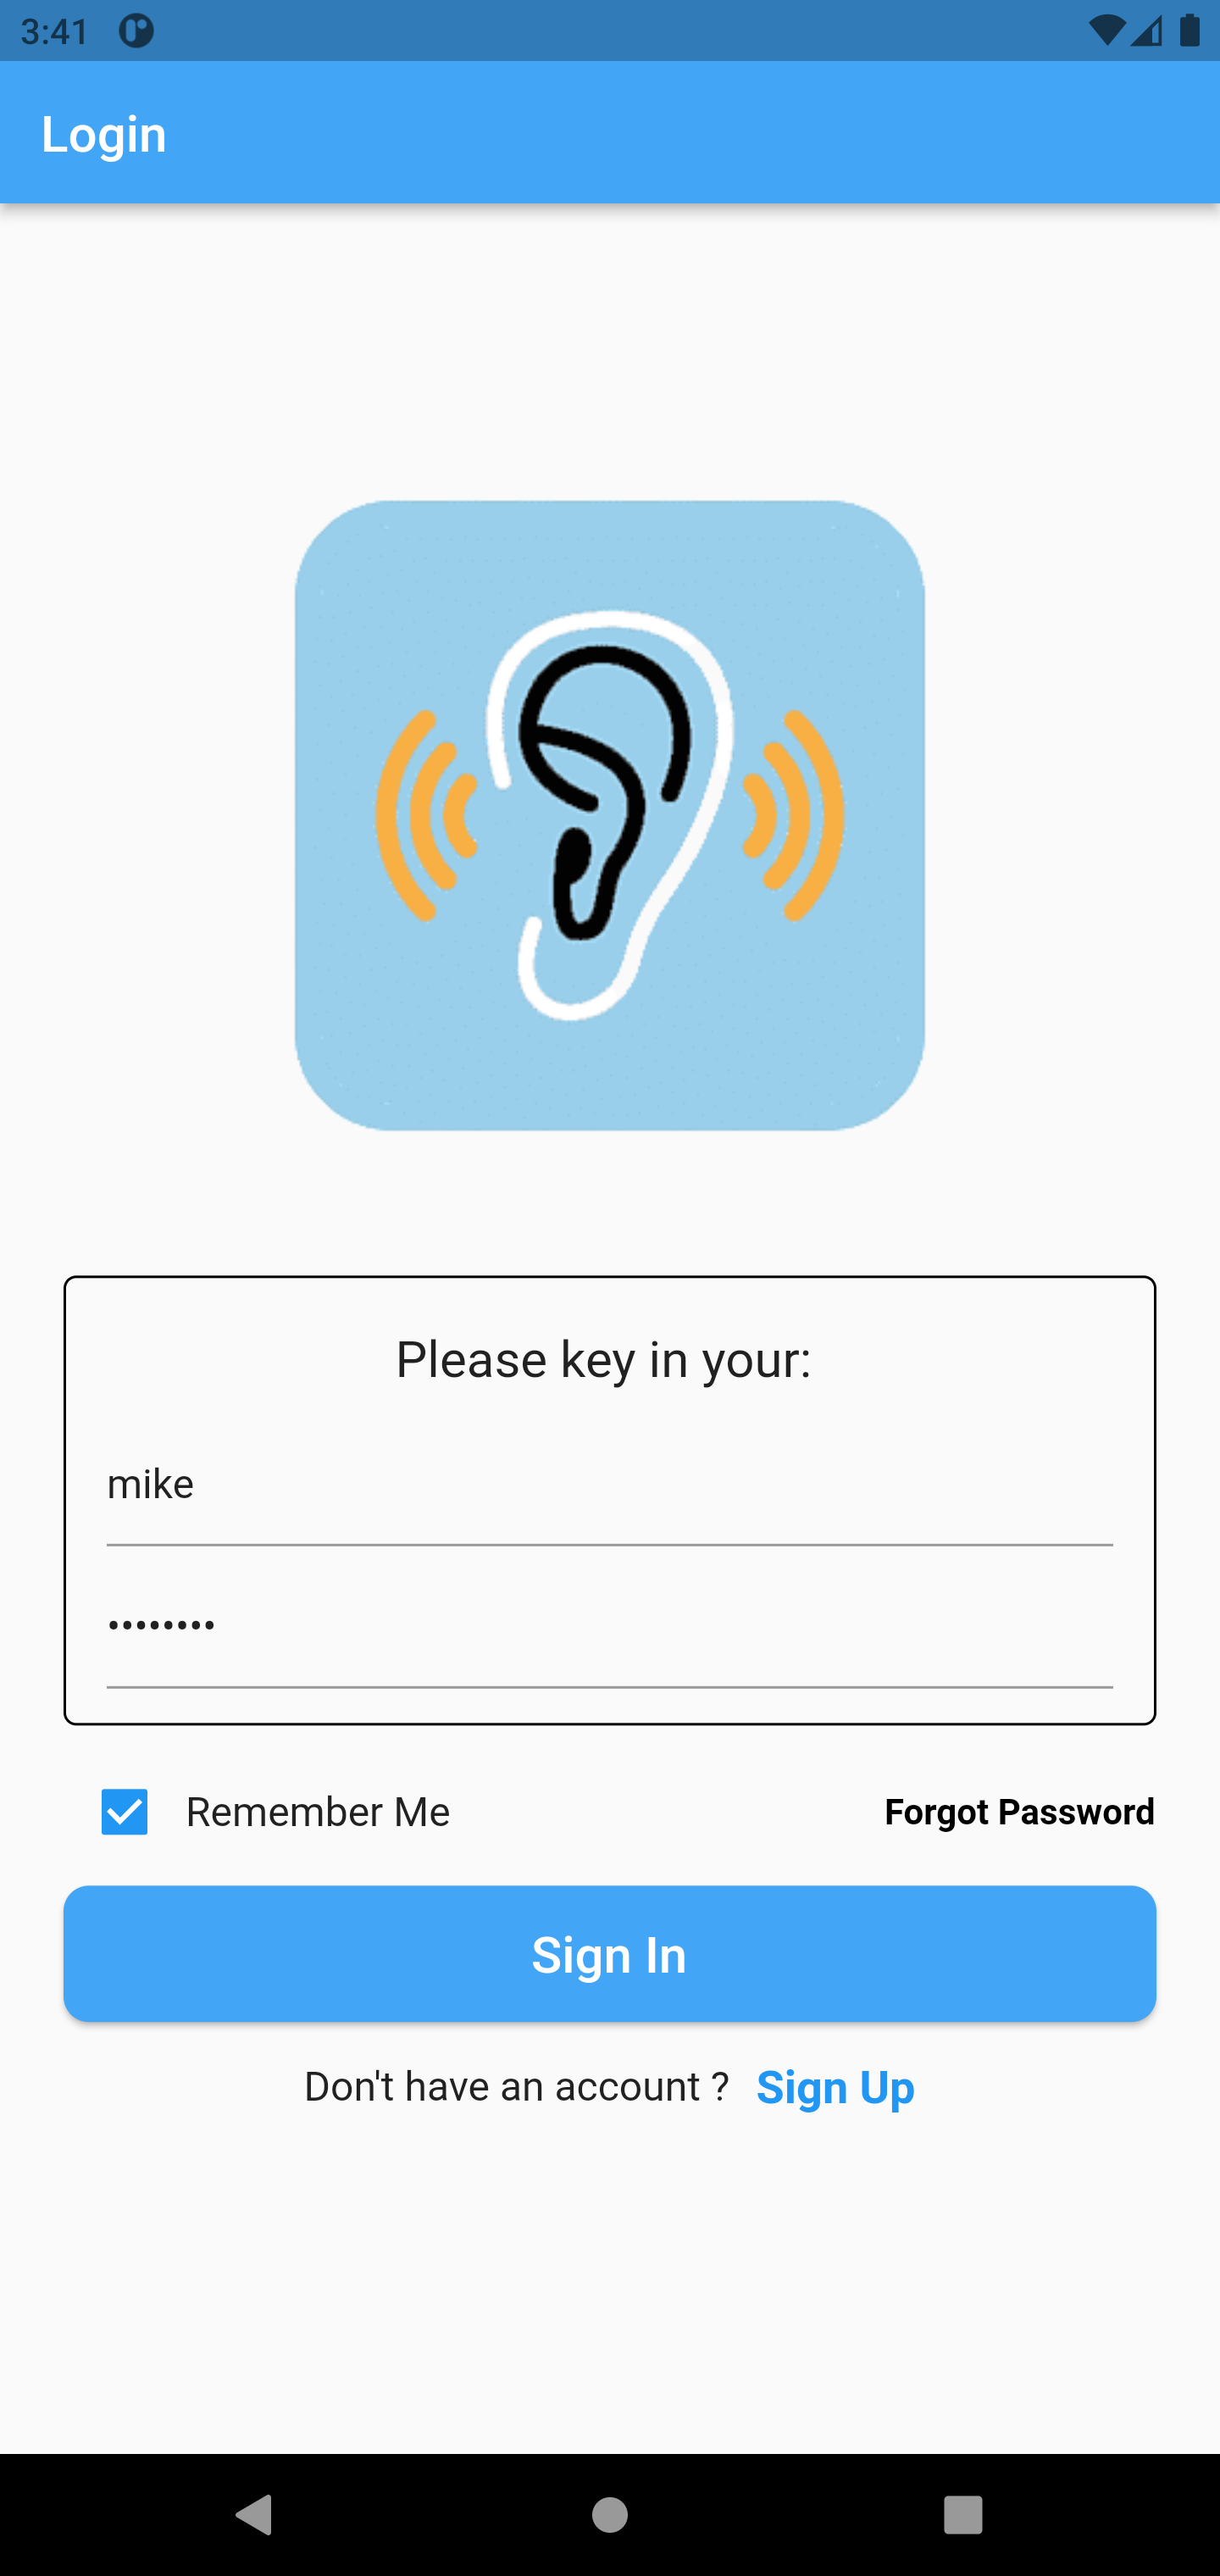 3:41
Login
Please key in your:
mike
••••••••
Remember Me
Forgot Password
Sign In
Don't have an account ? Sign Up